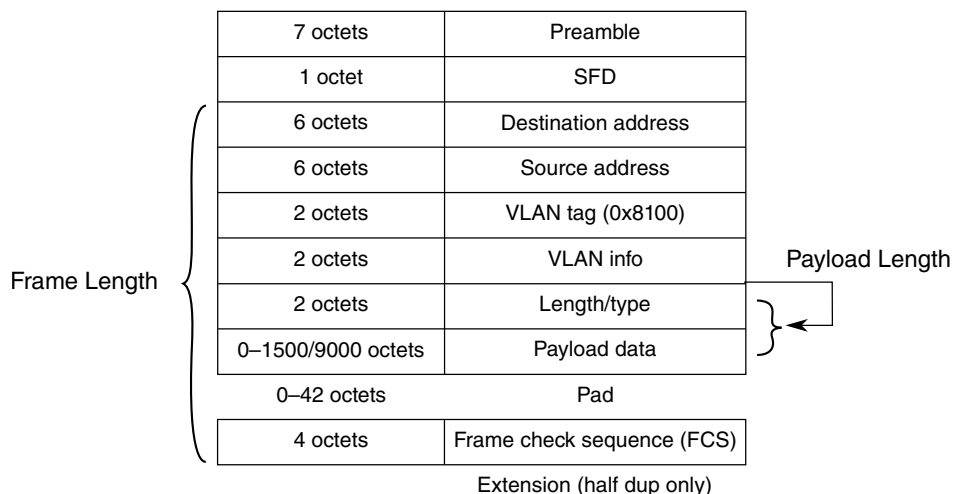 7 octets Preamble
1 octet SFD
6 octets Destination address
6 octets Source address
2 octets VLAN tag (0x8100)
2 octets VLAN info
Payload Length
Frame Length
2 octets Length/type
0–1500/9000 octets Payload data
0–42 octets Pad
4 octets Frame check sequence (FCS)
Extension (half dup only)